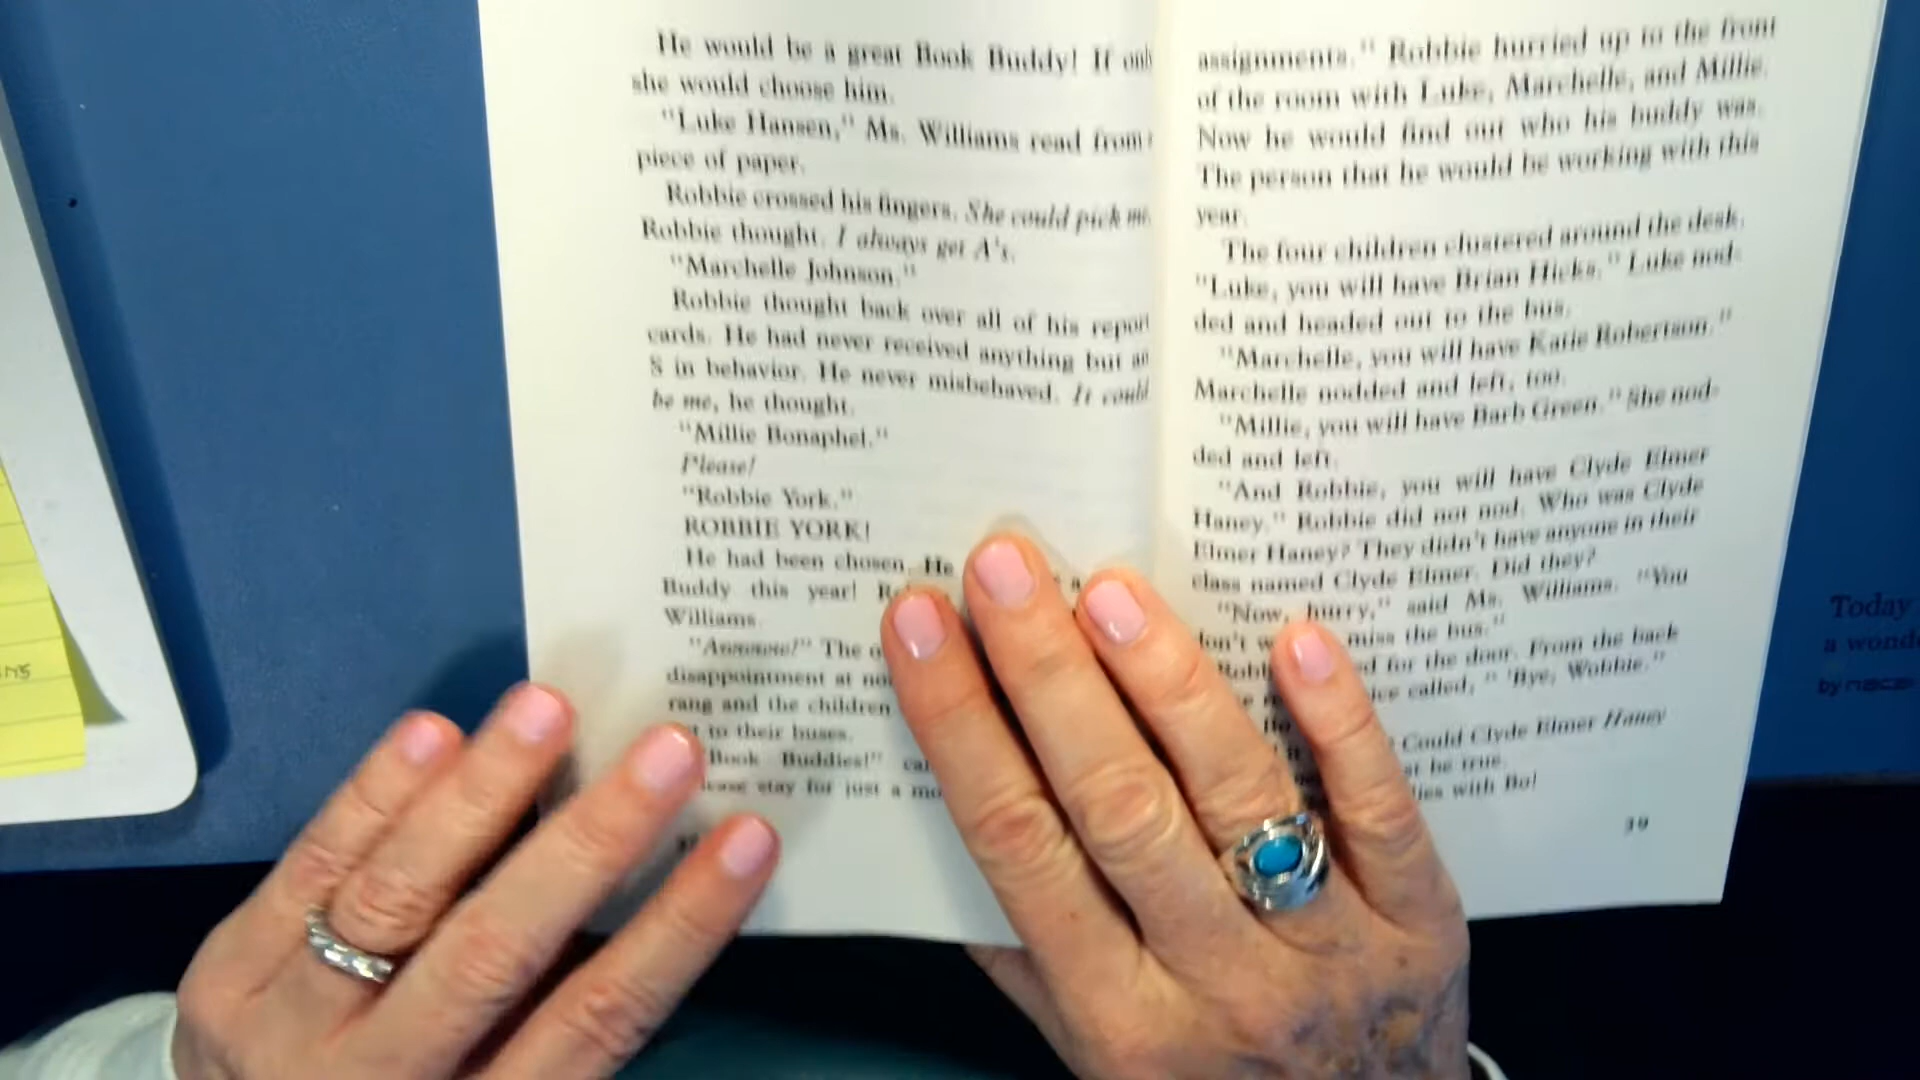 He would be a great Book Buddy! If only
she would choose him.
"Luke Hansen," Ms. Williams read from
piece of paper.
Robbie crossed his fingers. She could pick me,
Robbie thought. I always get A's.
"Marchelle Johnson."
Robbie thought back over all of his report
cards. He had never received anything but an
S in behavior. He never misbehaved. It could
be me, he thought.
"Millie Bonaphel."
Please!
"Robbie York."
ROBBIE YORK!
He had been chosen. He
Buddy this year!
Williams.
"Awwww!" The
disappointment at
rang and the children
to their buses.
Book Buddies!"
stay for just a
assignments." Robbie hurried up to the front
of the room with Luke, Marchelle, and Millie.
Now he would find out who his buddy was.
The person that he would be working with this
year.
The four children clustered around the desk.
"Luke, you will have Brian Hicks." Luke nod-
ded and headed out to the bus.
"Marchelle, you will have Katie Robertson."
Marchelle nodded and left, too.
"Millie, you will have Barb Green." She nod-
ded and left.
"And Robbie, you will have Clyde Elmer
Haney." Robbie did not nod. Who was Clyde
Elmer Haney? They didn't have anyone in their
class named Clyde Elmer. Did they?
"Now, hurry," said Ms. Williams. "You
don't miss the bus."
for the door. From the back
called, "'Bye, Wobbie."
Could Clyde Elmer Haney
be true.
with Bo!
39
Today
a
by